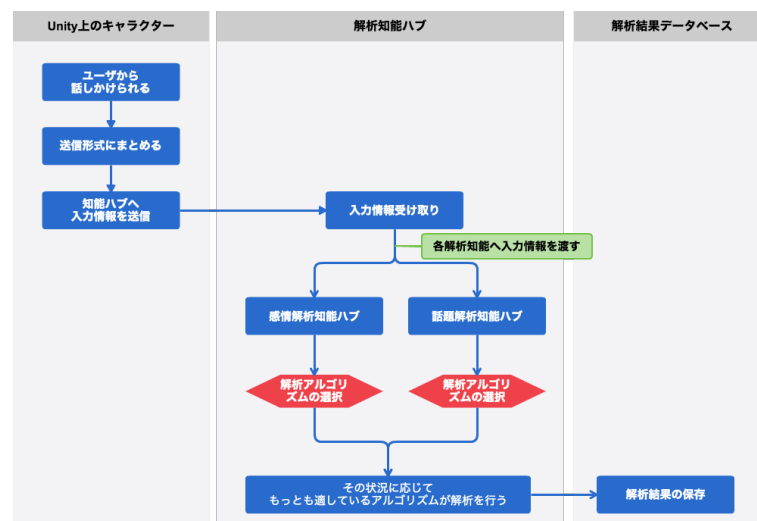 Unity上のキャラクター
解析知能ハブ
解析結果データベース
ユーザから
話しかけられる
送信形式にまとめる
知能ハブへ
入力情報を送信
入力情報受け取り
各解析知能へ入力情報を渡す
感情解析知能ハブ
話題解析知能ハブ
解析アルゴリ
ズムの選択
解析アルゴリ
ズムの選択
その状況に応じて
もっとも適しているアルゴリズムが解析を行う
解析結果の保存